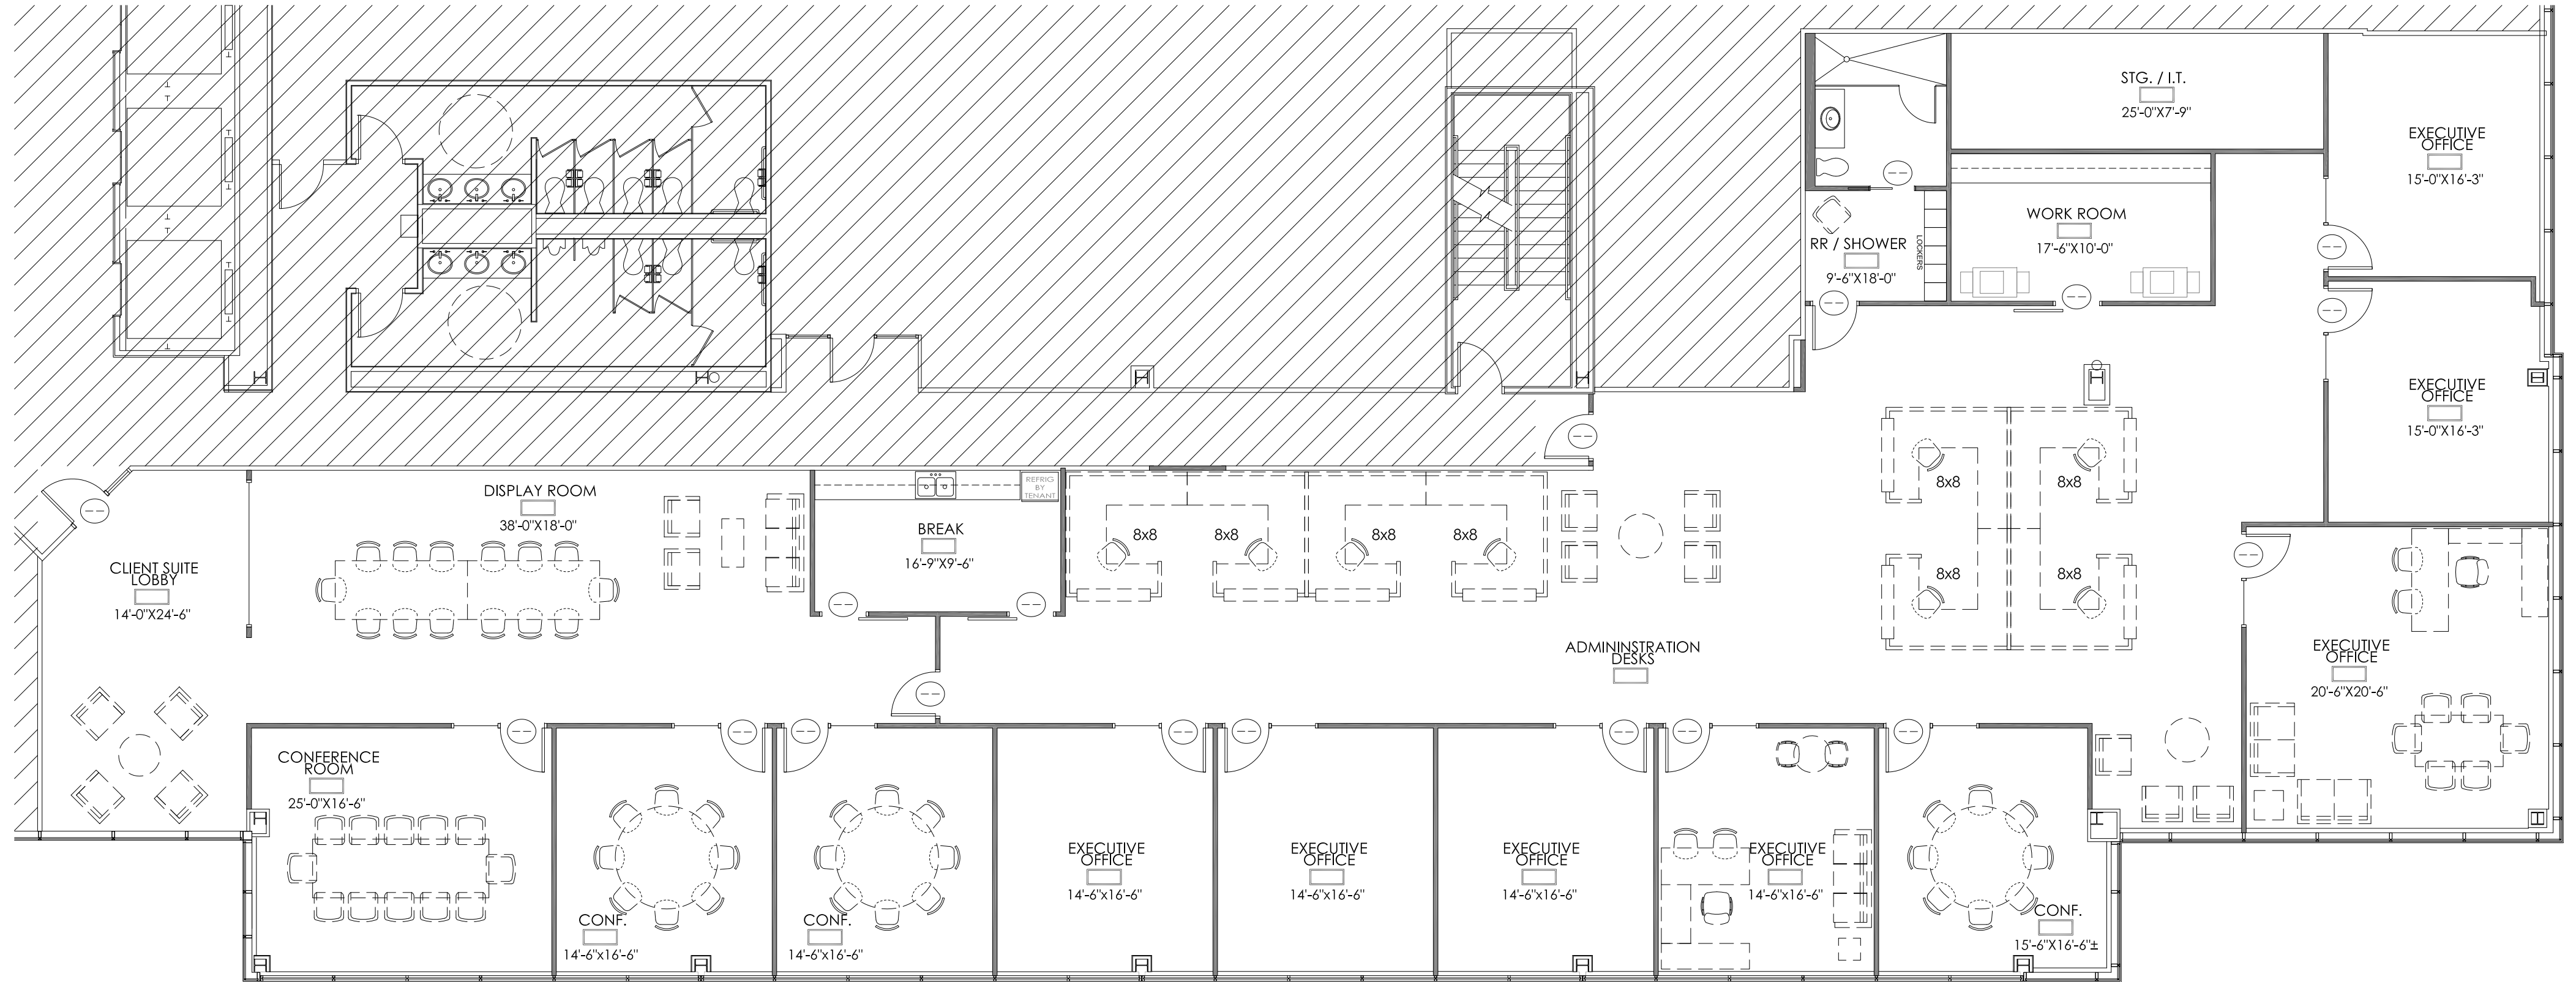 STG. / I.T.
25'-0"X7'-9"
EXECUTIVE
OFFICE
15'-0"X16'-3"
WORK ROOM
17'-6"X10'-0"
RR / SHOWER
9'-6"X18'-0"
LOCKERS
EXECUTIVE
OFFICE
15'-0"X16'-3"
DISPLAY ROOM
38'-0"X18'-0"
REFRIG
BY
TENANT
BREAK
16'-9"X9'-6"
8x8
8x8
8x8
8x8
8x8
8x8
8x8
8x8
CLIENT SUITE
LOBBY
14'-0"X24'-6"
ADMININSTRATION
DESKS
EXECUTIVE
OFFICE
20'-6"X20'-6"
CONFERENCE
ROOM
25'-0"X16'-6"
CONF.
14'-6"x16'-6"
CONF.
14'-6"x16'-6"
EXECUTIVE
OFFICE
14'-6"x16'-6"
EXECUTIVE
OFFICE
14'-6"x16'-6"
EXECUTIVE
OFFICE
14'-6"x16'-6"
EXECUTIVE
OFFICE
14'-6"x16'-6"
CONF.
15'-6"X16'-6"±